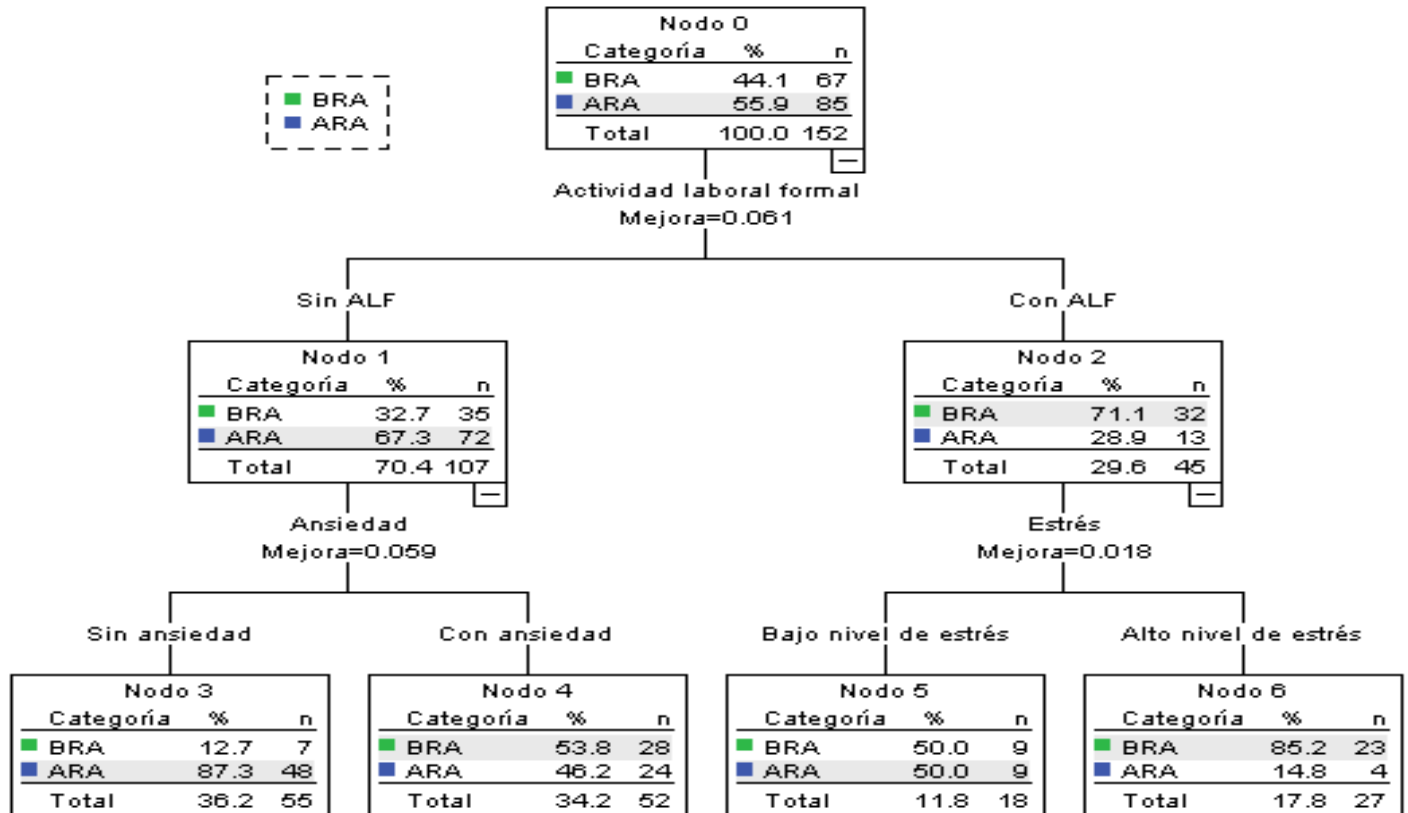 Nodo 0
Categoría % n
BRA 44.1 67
ARA 55.9 85
Total 100.0 152
BRA
ARA
Actividad laboral formal
Mejora=0.061
Sin ALF
Con ALF
Nodo 1
Categoría % n
BRA 32.7 35
ARA 67.3 72
Total 70.4 107
Nodo 2
Categoría % n
BRA 71.1 32
ARA 28.9 13
Total 29.6 45
Ansiedad
Mejora=0.059
Estrés
Mejora=0.018
Sin ansiedad
Con ansiedad
Bajo nivel de estrés
Alto nivel de estrés
Nodo 3
Categoría % n
BRA 12.7 7
ARA 87.3 48
Total 36.2 55
Nodo 4
Categoría % n
BRA 53.8 28
ARA 46.2 24
Total 34.2 52
Nodo 5
Categoría % n
BRA 50.0 9
ARA 50.0 9
Total 11.8 18
Nodo 6
Categoría % n
BRA 85.2 23
ARA 14.8 4
Total 17.8 27